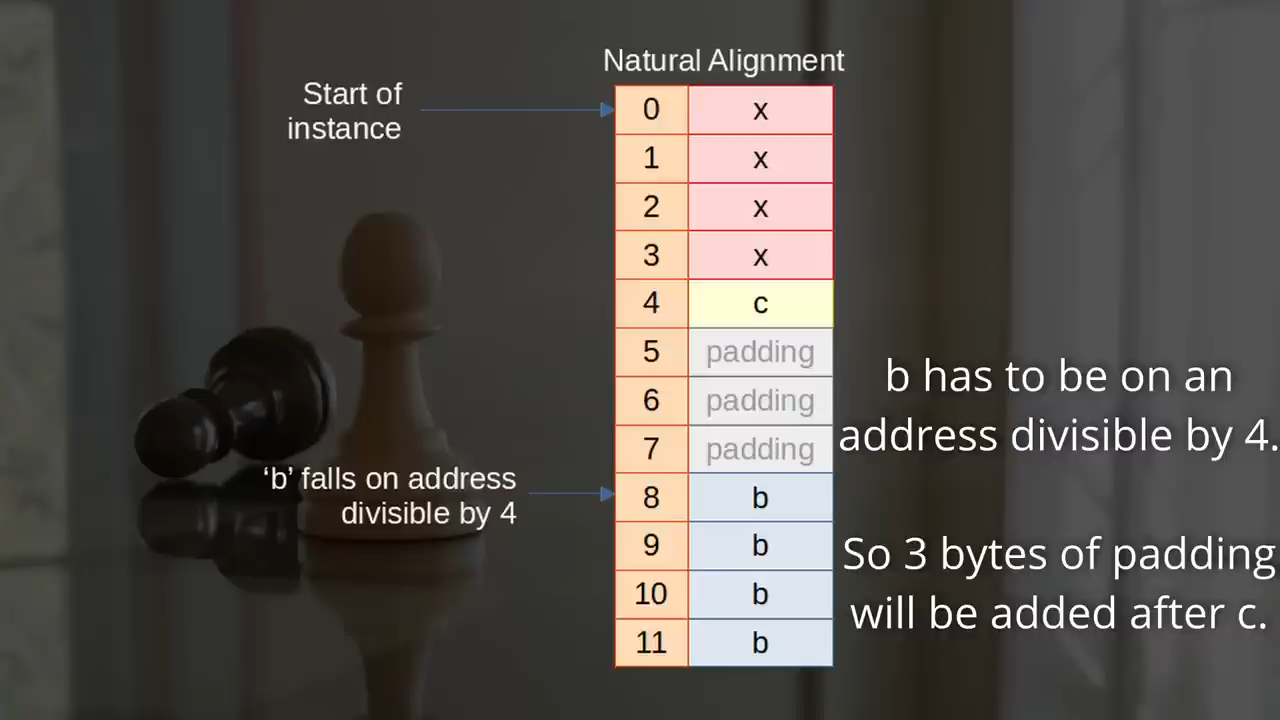 Natural Alignment
Start of
instance
0 x
1 x
2 x
3 x
4 c
5 padding
6 padding
7 padding
8 b
9 b
10 b
11 b
‘b’ falls on address
divisible by 4
b has to be on an
address divisible by 4.
So 3 bytes of padding
will be added after c.